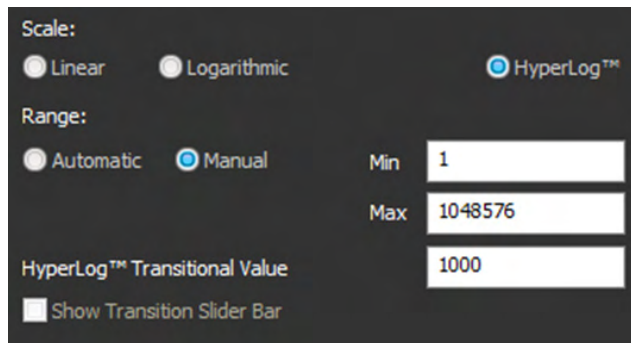 Scale:
Linear Logarithmic HyperLog™
Range:
Automatic Manual Min 1
Max 1048576
HyperLog™ Transitional Value 1000
Show Transition Slider Bar